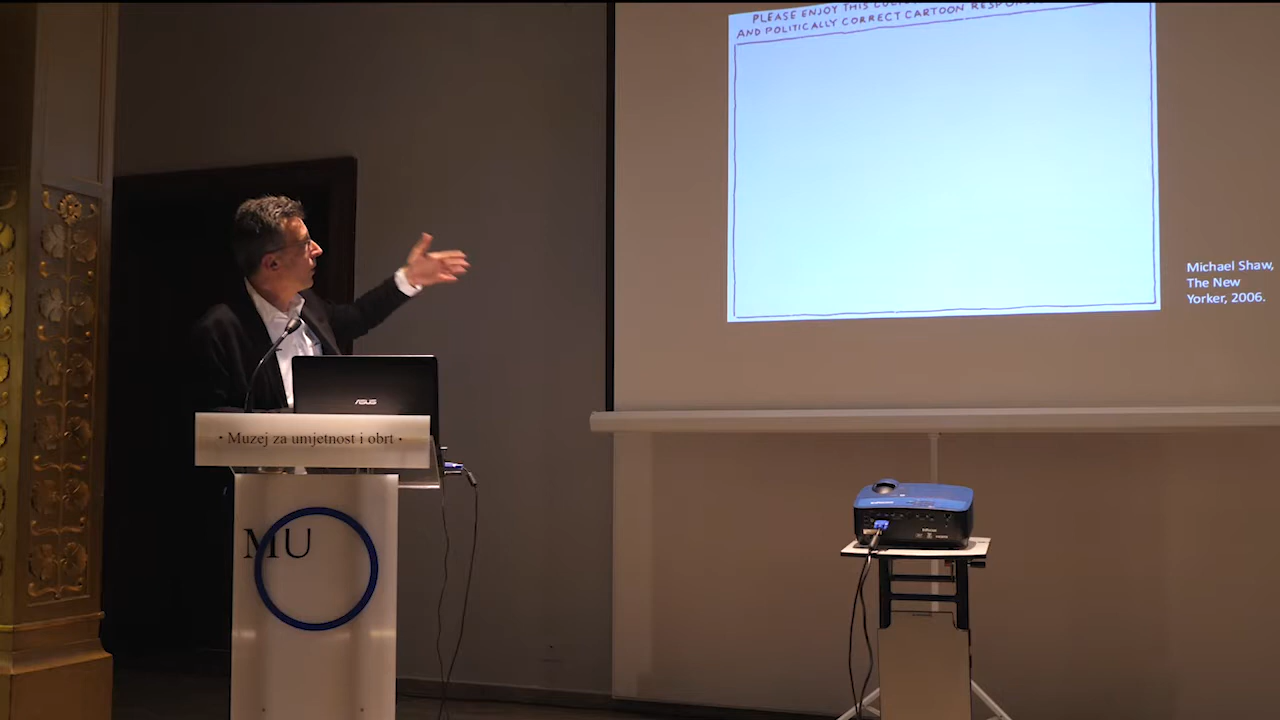 PLEASE ENJOY THIS
AND POLITICALLY CORRECT CARTOON
Michael Shaw,
The New
Yorker, 2006.
ASUS
• Muzej za umjetnost i obrt •
MU